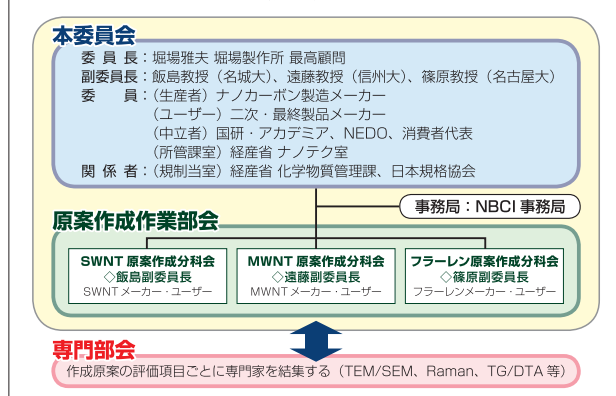 本委員会
委 員 長：堀場雅夫 堀場製作所 最高顧問
副委員長：飯島教授（名城大）、遠藤教授（信州大）、篠原教授（名古屋大）
委　　員：（生産者）ナノカーボン製造メーカー
（ユーザー）二次・最終製品メーカー
（中立者）国研・アカデミア、NEDO、消費者代表
（所管課室）経産省 ナノテク室
関 係 者：（規制当室）経産省 化学物質管理課、日本規格協会
事務局：NBCI 事務局
原案作成作業部会
SWNT 原案作成分科会
◇飯島副委員長
SWNT メーカー・ユーザー
MWNT 原案作成分科会
◇遠藤副委員長
MWNT メーカー・ユーザー
フラーレン原案作成分科会
◇篠原副委員長
フラーレンメーカー・ユーザー
専門部会
作成原案の評価項目ごとに専門家を結集する（TEM/SEM、Raman、TG/DTA 等）